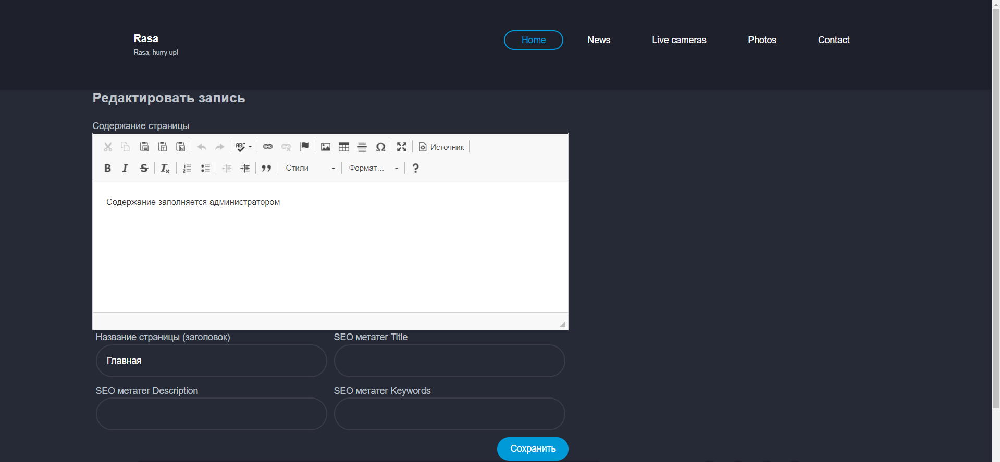 Rasa
Rasa, hurry up!
Home News Live cameras Photos Contact
Редактировать запись
Содержание страницы
ABC Источник
Стили Формат... ?
Содержание заполняется администратором
Название страницы (заголовок) SEO метатег Title
Главная
SEO метатег Description SEO метатег Keywords
Сохранить